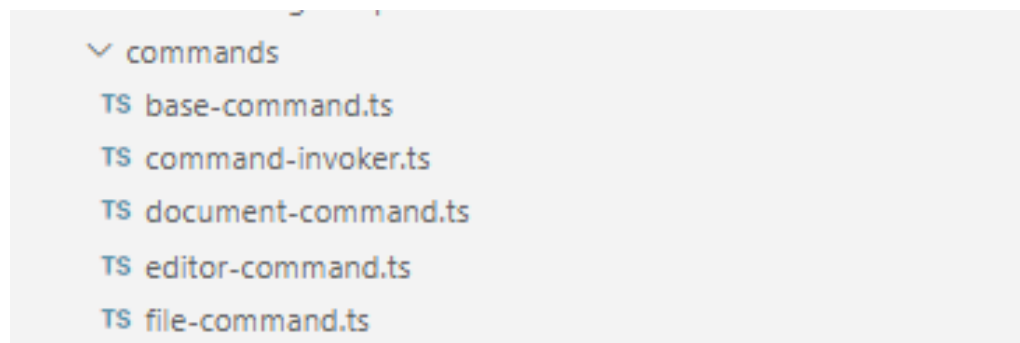 commands
TS base-command.ts
TS command-invoker.ts
TS document-command.ts
TS editor-command.ts
TS file-command.ts